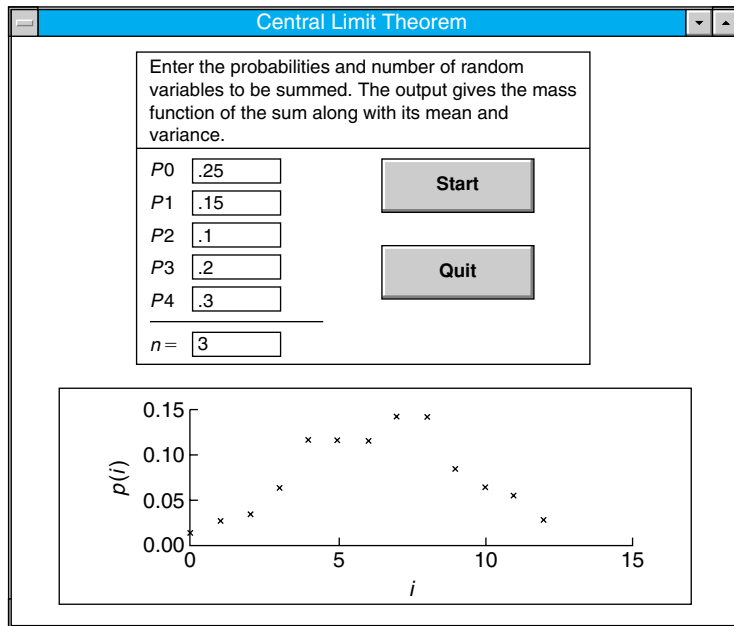 Central Limit Theorem
Enter the probabilities and number of random
variables to be summed. The output gives the mass
function of the sum along with its mean and
variance.
P0 .25
P1 .15
P2 .1
P3 .2
P4 .3
n = 3
Start
Quit
0.15
0.10
0.05
0.00
p(i)
0 5 10 15
i